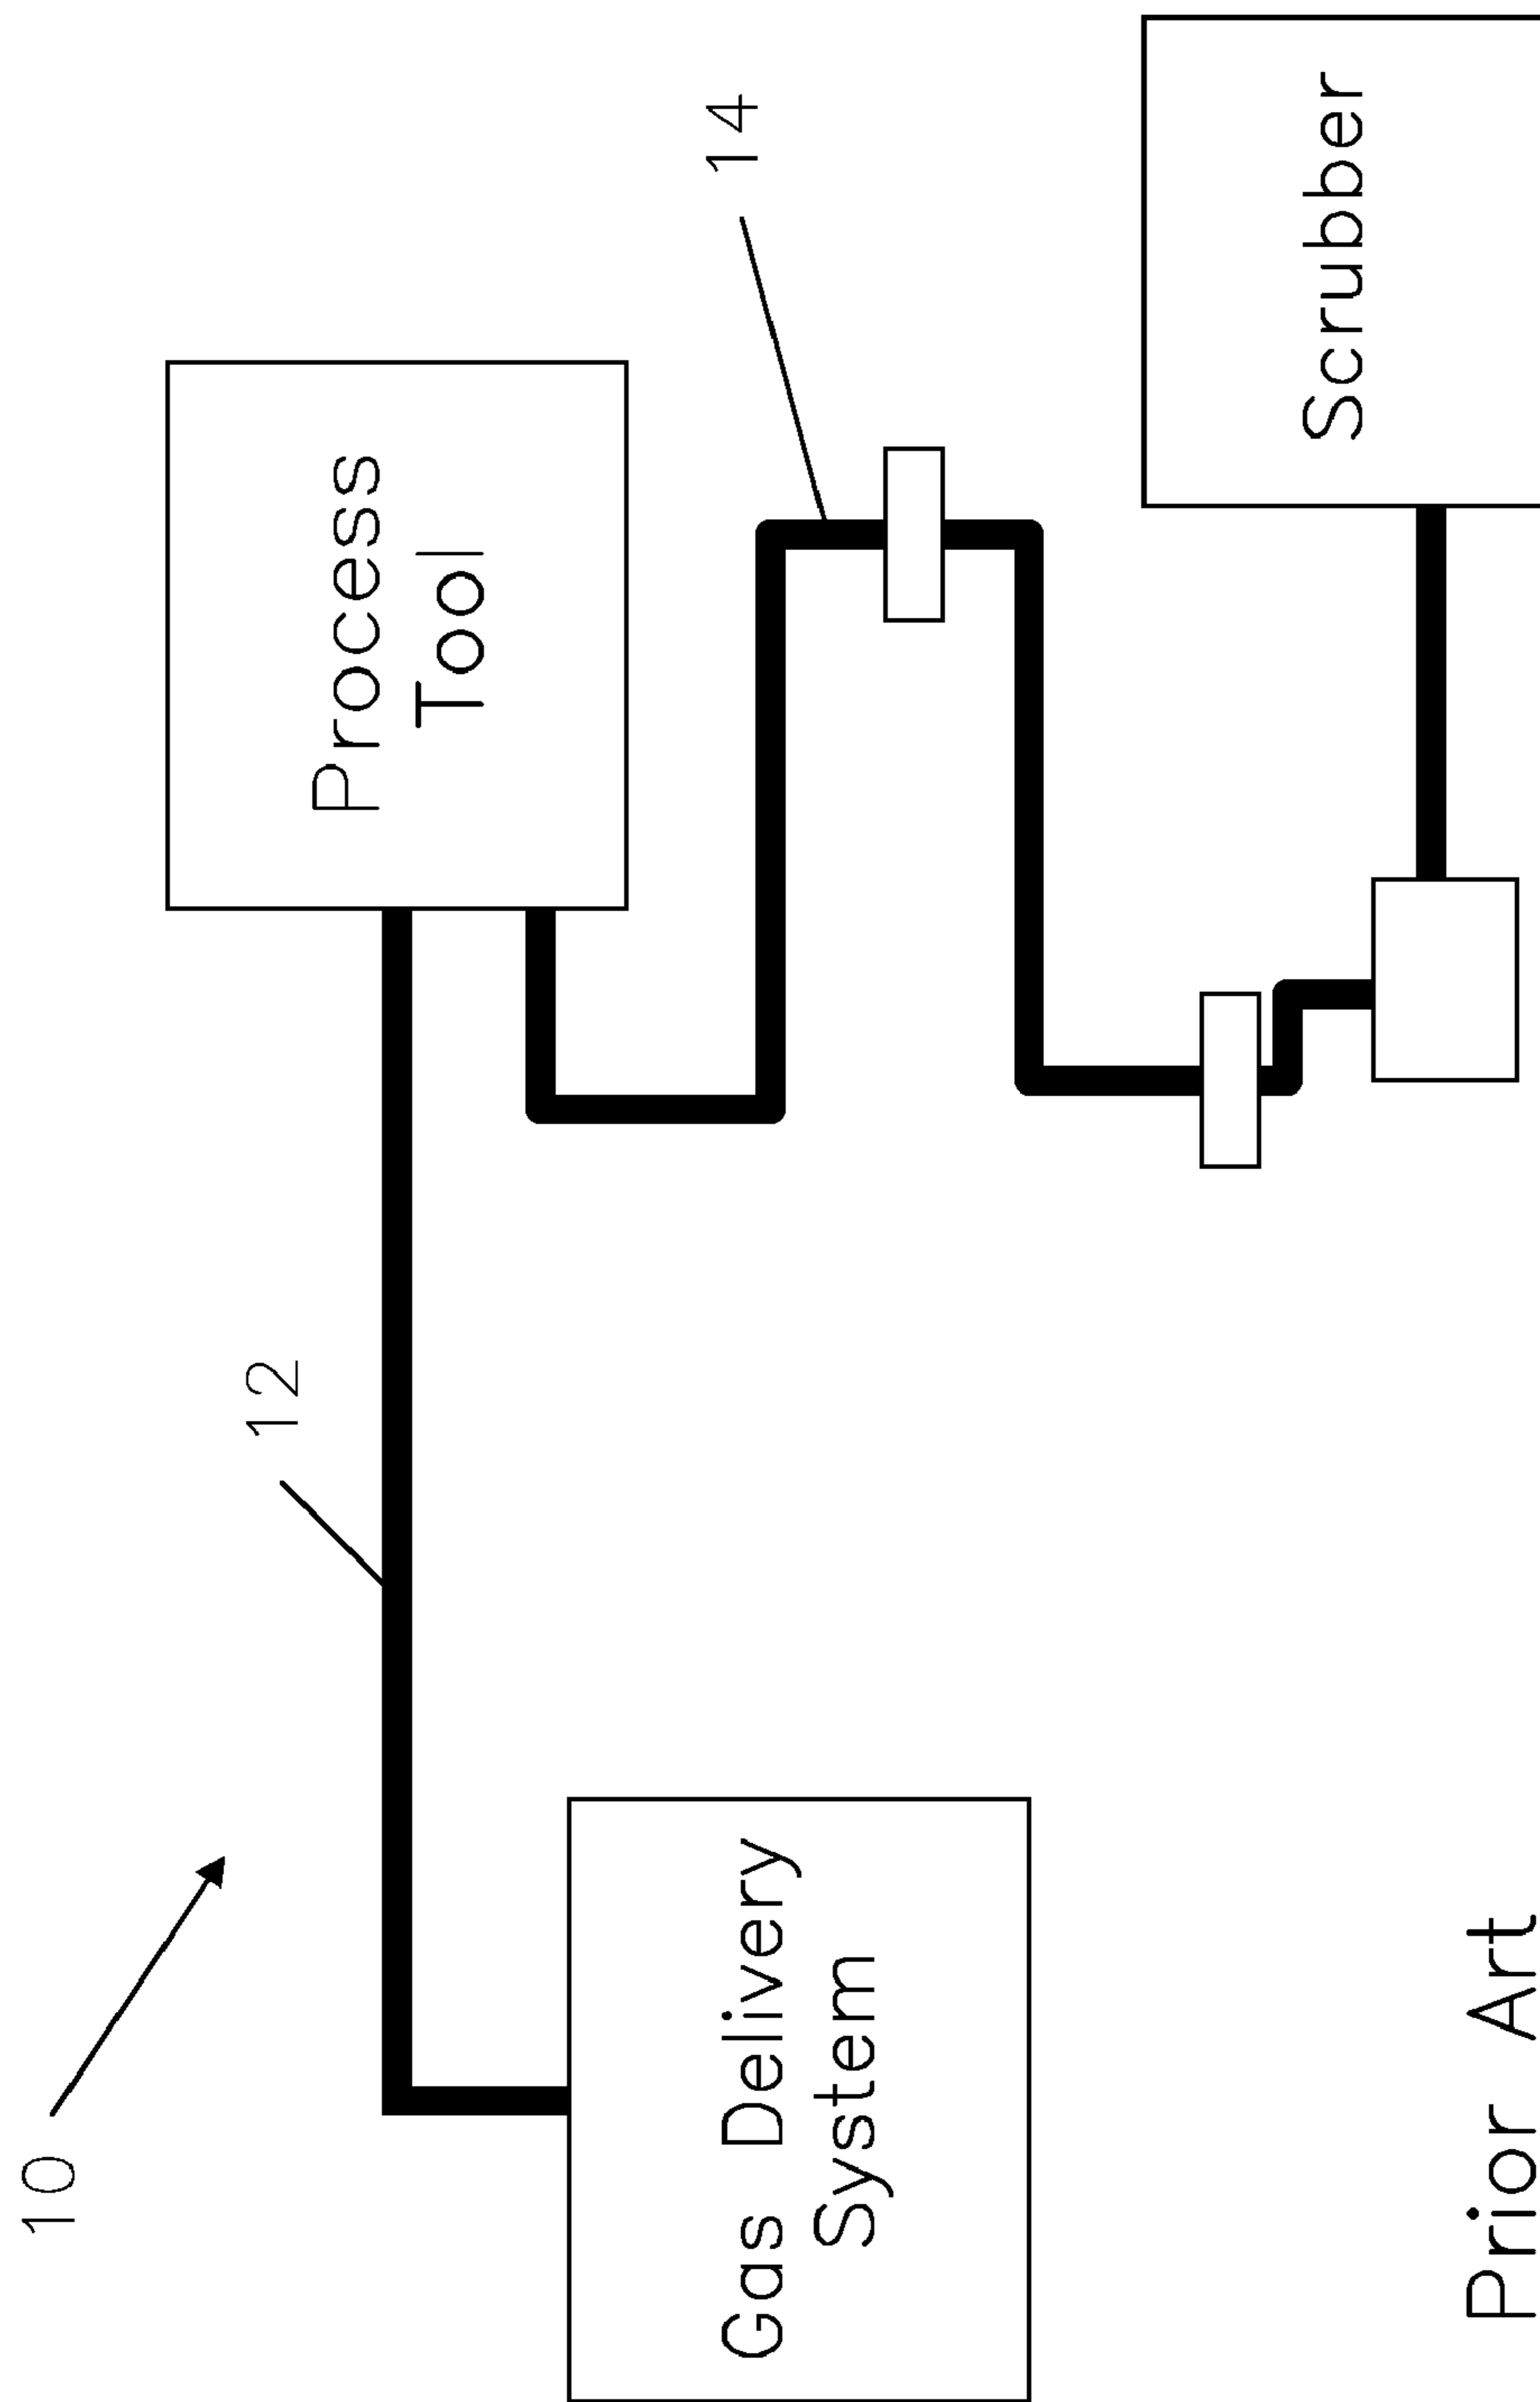 10
12
Process
Tool
14
Gas Delivery
System
Scrubber
Prior Art